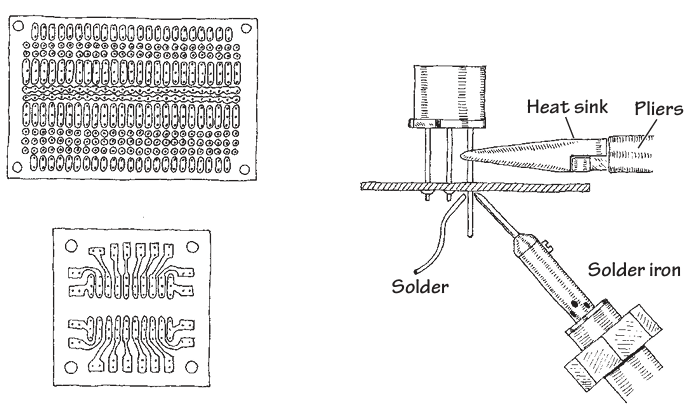 Heat sink
Pliers
Solder
Solder iron